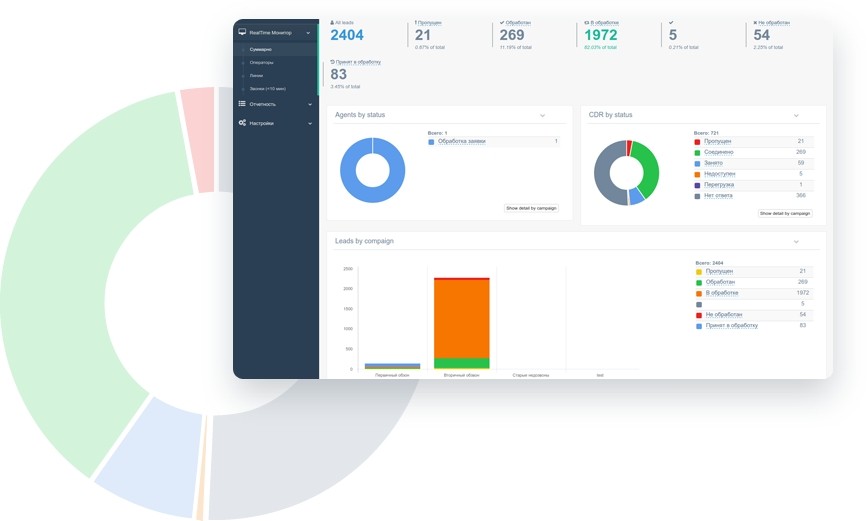 RealTime Монитор
Суммарно
Операторы
Линии
Звонки (<10 мин)
Отчетность
Настройки
All leads
2404
Пропущен
21
0.87% of total
Обработан
269
11.19% of total
В обработке
1972
82.03% of total
5
0.21% of total
Не обработан
54
2.25% of total
Принят в обработку
83
3.45% of total
Agents by status
Всего: 1
Обработка заявки 1
Show detail by campaign
CDR by status
Всего: 721
Пропущен 21
Соединено 269
Занято 59
Недоступен 5
Перегрузка 1
Нет ответа 366
Show detail by campaign
Leads by compaign
2500
2000
1500
1000
500
0
Первичный обзвон
Вторичный обзвон
Старые недозвоны
test
Всего: 2404
Пропущен 21
Обработан 269
В обработке 1972
5
Не обработан 54
Принят в обработку 83